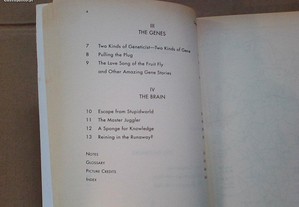 III
THE GENES
7 Two Kinds of Geneticist—Two Kinds of Gene
8 Pulling the Plug
9 The Love Song of the Fruit Fly
and Other Amazing Gene Stories
IV
THE BRAIN
10 Escape from Stupidworld
11 The Master Juggler
12 A Sponge for Knowledge
13 Reining in the Runaway?
NOTES
GLOSSARY
PICTURE CREDITS
INDEX